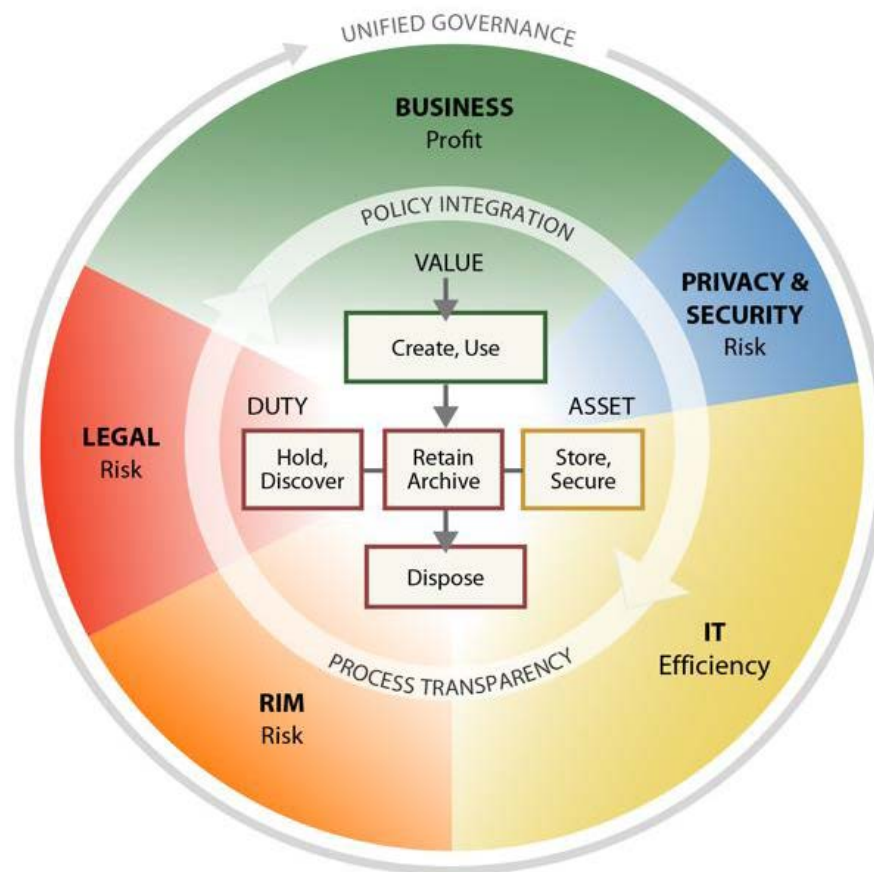 UNIFIED GOVERNANCE
BUSINESS
Profit
POLICY INTEGRATION
VALUE
PRIVACY &
SECURITY
Risk
Create, Use
DUTY
ASSET
LEGAL
Risk
Hold,
Discover
Retain
Archive
Store,
Secure
Dispose
IT
Efficiency
PROCESS TRANSPARENCY
RIM
Risk